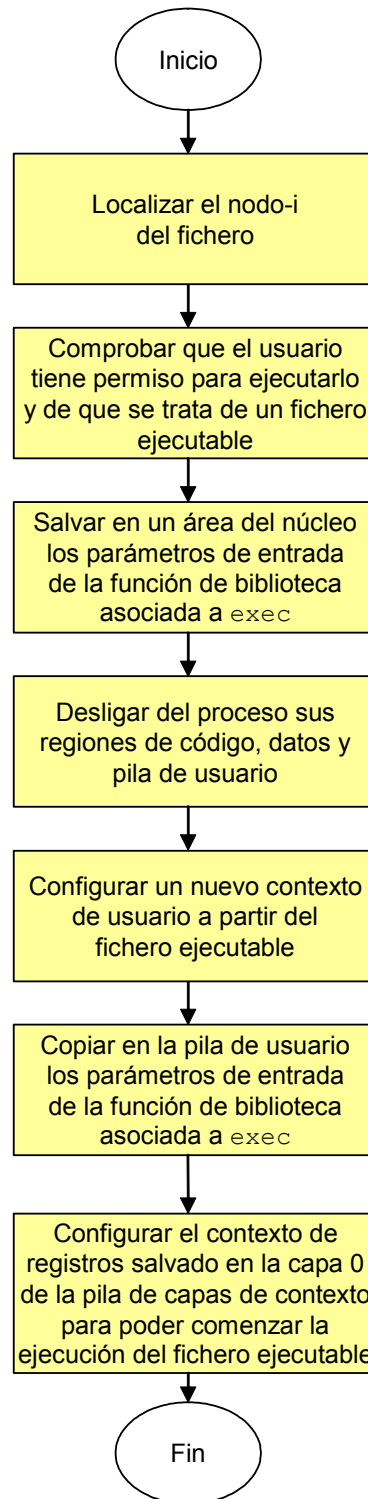 Inicio
Localizar el nodo-i
del fichero
Comprobar que el usuario
tiene permiso para ejecutarlo
y de que se trata de un fichero
ejecutable
Salvar en un área del núcleo
los parámetros de entrada
de la función de biblioteca
asociada a exec
Desligar del proceso sus
regiones de código, datos y
pila de usuario
Configurar un nuevo contexto
de usuario a partir del
fichero ejecutable
Copiar en la pila de usuario
los parámetros de entrada
de la función de biblioteca
asociada a exec
Configurar el contexto de
registros salvado en la capa 0
de la pila de capas de contexto
para poder comenzar la
ejecución del fichero ejecutable
Fin